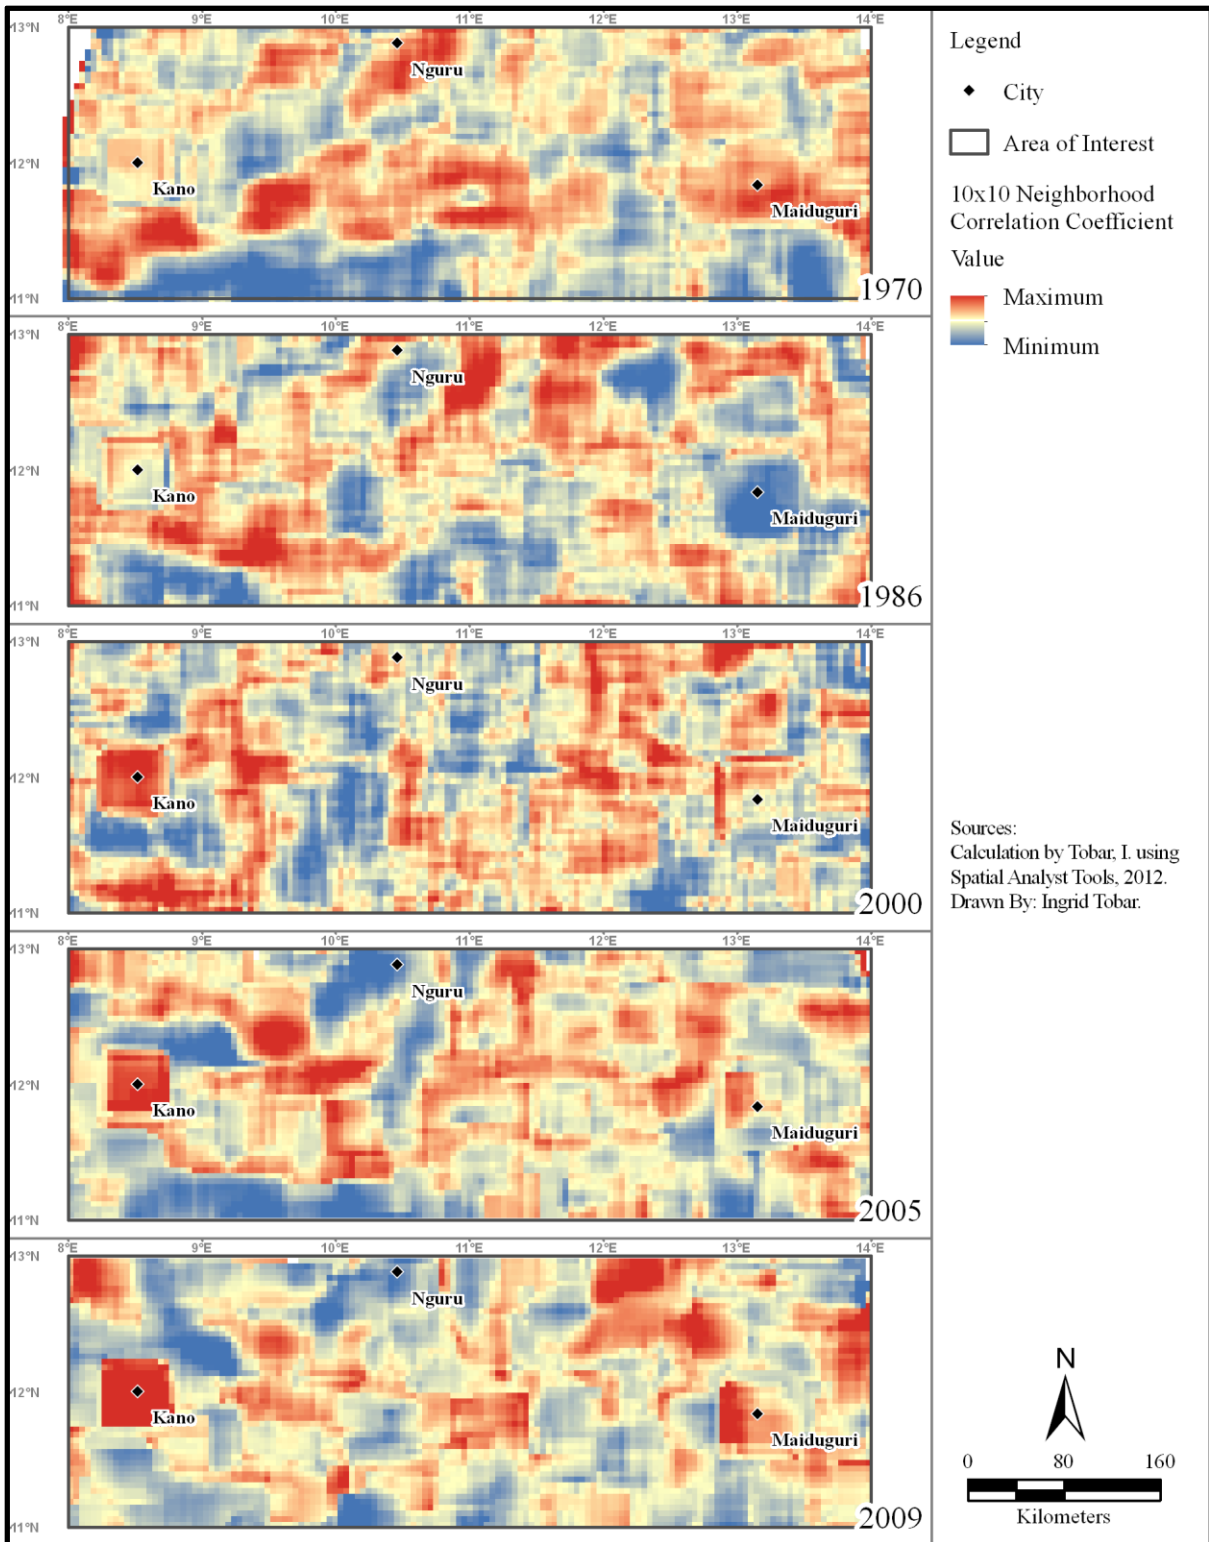 8°E 9°E 10°E 11°E 12°E 13°E 14°E
13°N
Nguru
12°N
Kano
Maiduguri
11°N
1970
8°E 9°E 10°E 11°E 12°E 13°E 14°E
13°N
Nguru
12°N
Kano
Maiduguri
11°N
1986
8°E 9°E 10°E 11°E 12°E 13°E 14°E
13°N
Nguru
12°N
Kano
Maiduguri
11°N
2000
8°E 9°E 10°E 11°E 12°E 13°E 14°E
13°N
Nguru
12°N
Kano
Maiduguri
11°N
2005
8°E 9°E 10°E 11°E 12°E 13°E 14°E
13°N
Nguru
12°N
Kano
Maiduguri
11°N
2009
Legend
City
Area of Interest
10x10 Neighborhood
Correlation Coefficient
Value
Maximum
Minimum
Sources:
Calculation by Tobar, I. using
Spatial Analyst Tools, 2012.
Drawn By: Ingrid Tobar.
N
0 80 160
Kilometers